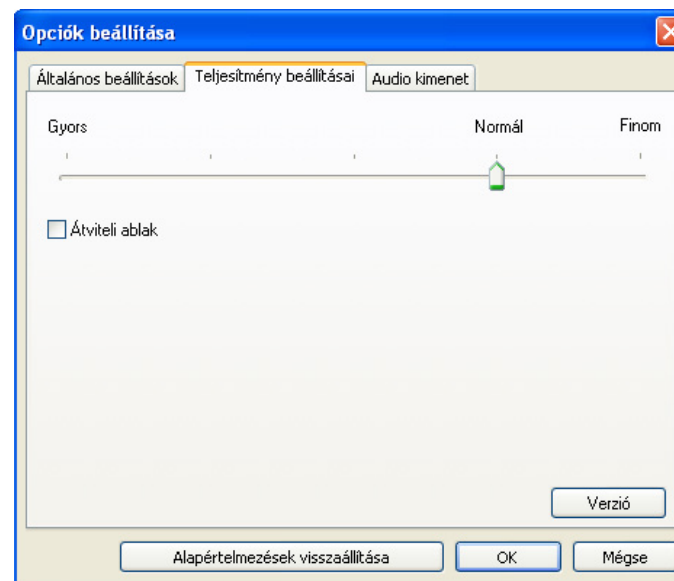 Opciók beállítása
Általános beállítások Teljesítmény beállításai Audio kimenet
Gyors Normál Finom
Átviteli ablak
Verzió
Alapértelmezések visszaállítása OK Mégse